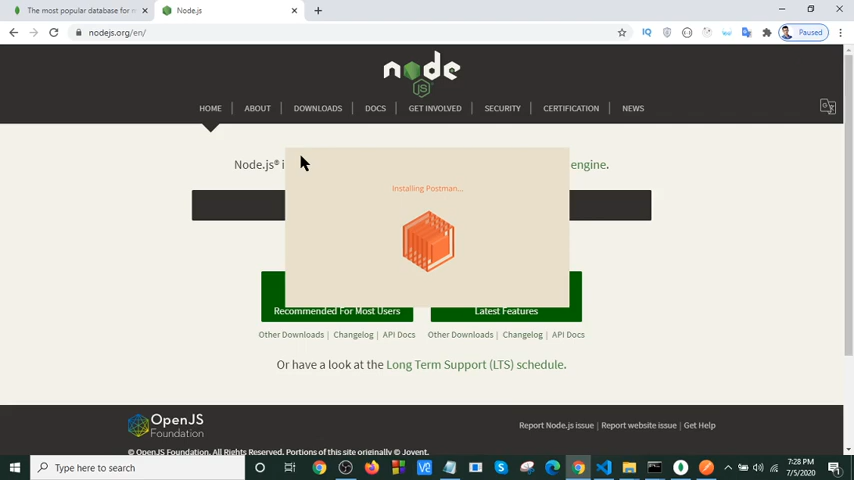 The most popular database for m
Node.js
nodejs.org/en/
Paused
node
JS
HOME
ABOUT
DOWNLOADS
DOCS
GET INVOLVED
SECURITY
CERTIFICATION
NEWS
Node.js® i
engine.
Installing Postman...
Recommended For Most Users
Latest Features
Other Downloads | Changelog | API Docs
Other Downloads | Changelog | API Docs
Or have a look at the Long Term Support (LTS) schedule.
OpenJS
Foundation
Report Node.js issue | Report website issue | Get Help
© OpenJS Foundation. All Rights Reserved. Portions of this site originally © Joyent.
Type here to search
7:28 PM
7/5/2020